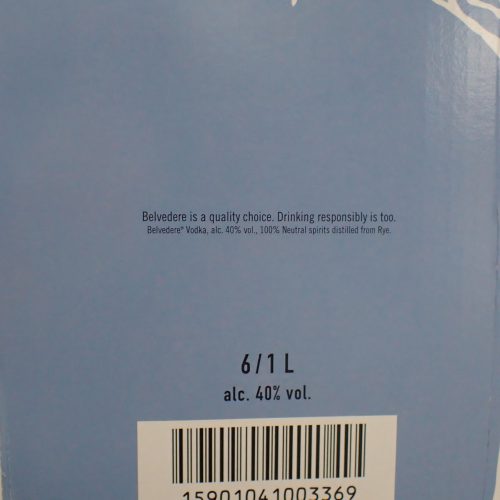 Belvedere is a quality choice. Drinking responsibly is too.
Belvedere® Vodka, alc. 40% vol., 100% Neutral spirits distilled from Rye.
6/1 L
alc. 40% vol.
15901041003369